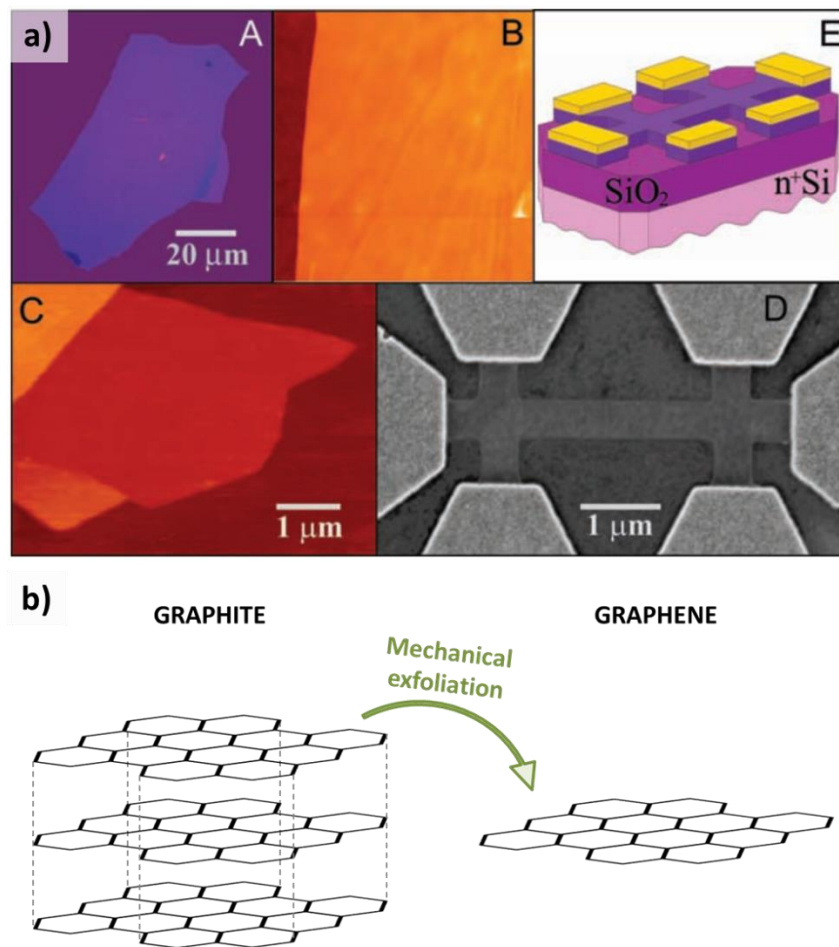 a)
A
B
E
20 μm
SiO₂
n⁺Si
C
D
1 μm
1 μm
b)
GRAPHITE
GRAPHENE
Mechanical
exfoliation